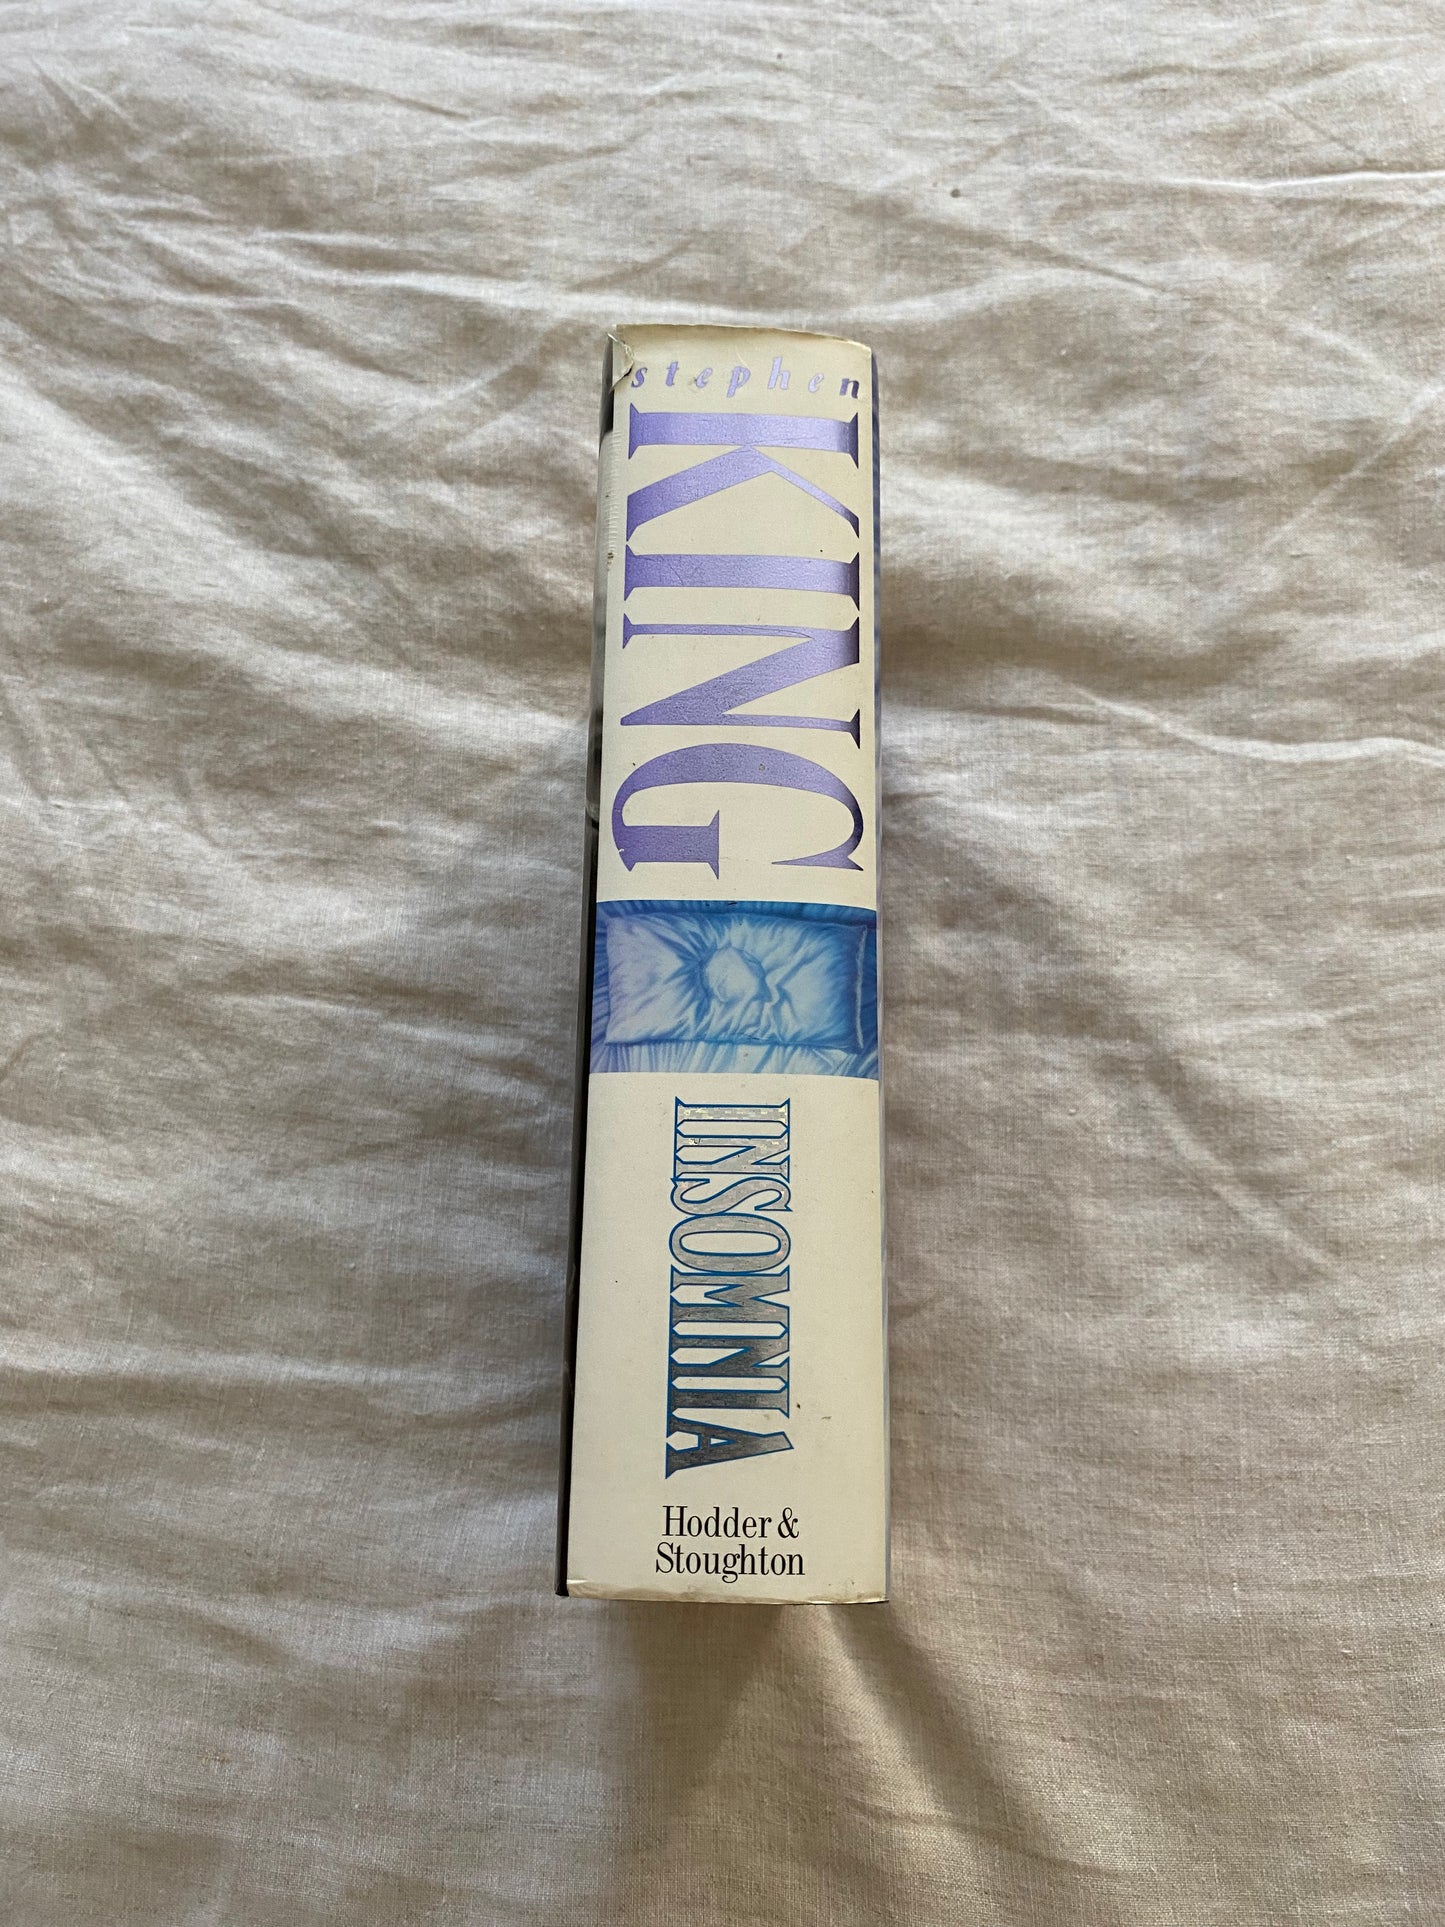 stephen
KING
INSOMNIA
Hodder &
Stoughton